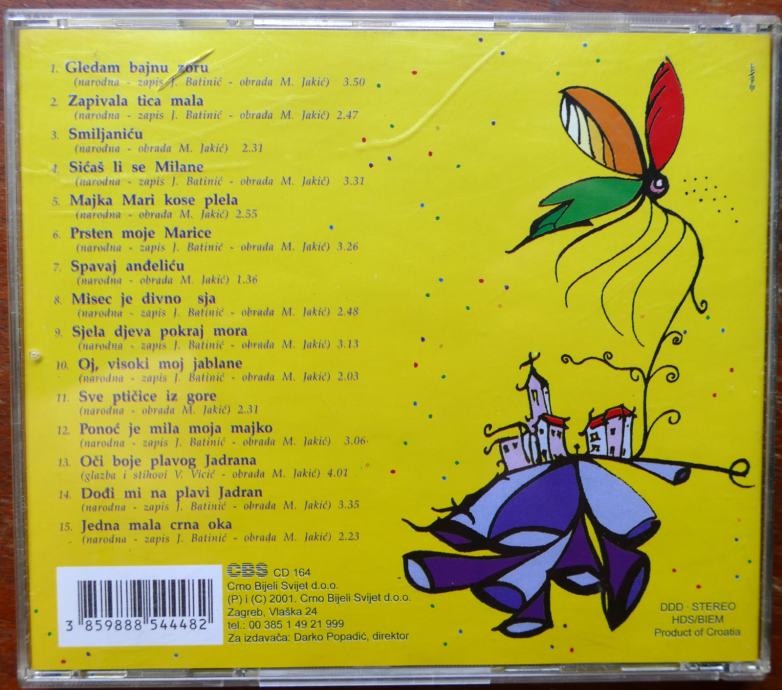 1. Gledam bajnu zoru
(narodna - zapis J. Batinić - obrada M. Jakić) 3.50
2. Zapivala tica mala
(narodna - zapis J. Batinić - obrada M. Jakić) 2.47
3. Smiljaniću
(narodna - obrada M. Jakić) 2.31
4. Sićaš li se Milane
(narodna - zapis J. Batinić - obrada M. Jakić) 3.31
5. Majka Mari kose plela
(narodna - obrada M. Jakić) 2.55
6. Prsten moje Marice
(narodna - zapis J. Batinić - obrada M. Jakić) 3.26
7. Spavaj anđeliću
(narodna - obrada M. Jakić) 1.36
8. Misec je divno sja
(narodna - zapis J. Batinić - obrada M. Jakić) 2.48
9. Sjela djeva pokraj mora
(narodna - zapis J. Batinić - obrada M. Jakić) 3.13
10. Oj, visoki moj jablane
(narodna - zapis J. Batinić - obrada M. Jakić) 2.03
11. Sve ptičice iz gore
(narodna - obrada M. Jakić) 2.31
12. Ponoć je mila moja majko
(narodna - zapis J. Batinić - obrada M. Jakić) 3.06
13. Oči boje plavog Jadrana
(glazba i stihovi V. Vicić - obrada M. Jakić) 4.01
14. Dođi mi na plavi Jadran
(narodna - zapis J. Batinić - obrada M. Jakić) 3.35
15. Jedna mala crna oka
(narodna - zapis J. Batinić - obrada M. Jakić) 2.23
CBS CD 164
Crno Bijeli Svijet d.o.o.
(P) i (C) 2001. Crno Bijeli Svijet d.o.o.
Zagreb, Vlaška 24
tel.: 00 385 1 49 21 999
Za izdavača: Darko Popadić, direktor
3 859888 544482
DDD - STEREO
HDS/BIEM
Product of Croatia